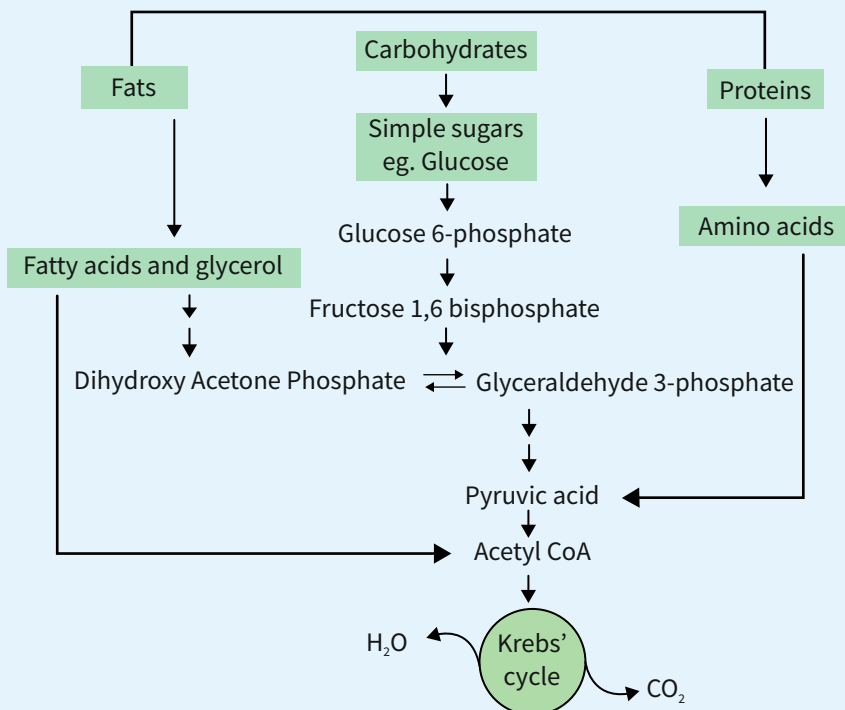 Carbohydrates
Fats
Proteins
Simple sugars
eg. Glucose
Amino acids
Glucose 6-phosphate
Fatty acids and glycerol
Fructose 1,6 bisphosphate
Dihydroxy Acetone Phosphate
Glyceraldehyde 3-phosphate
Pyruvic acid
Acetyl CoA
H₂O
Krebs’
cycle
CO₂